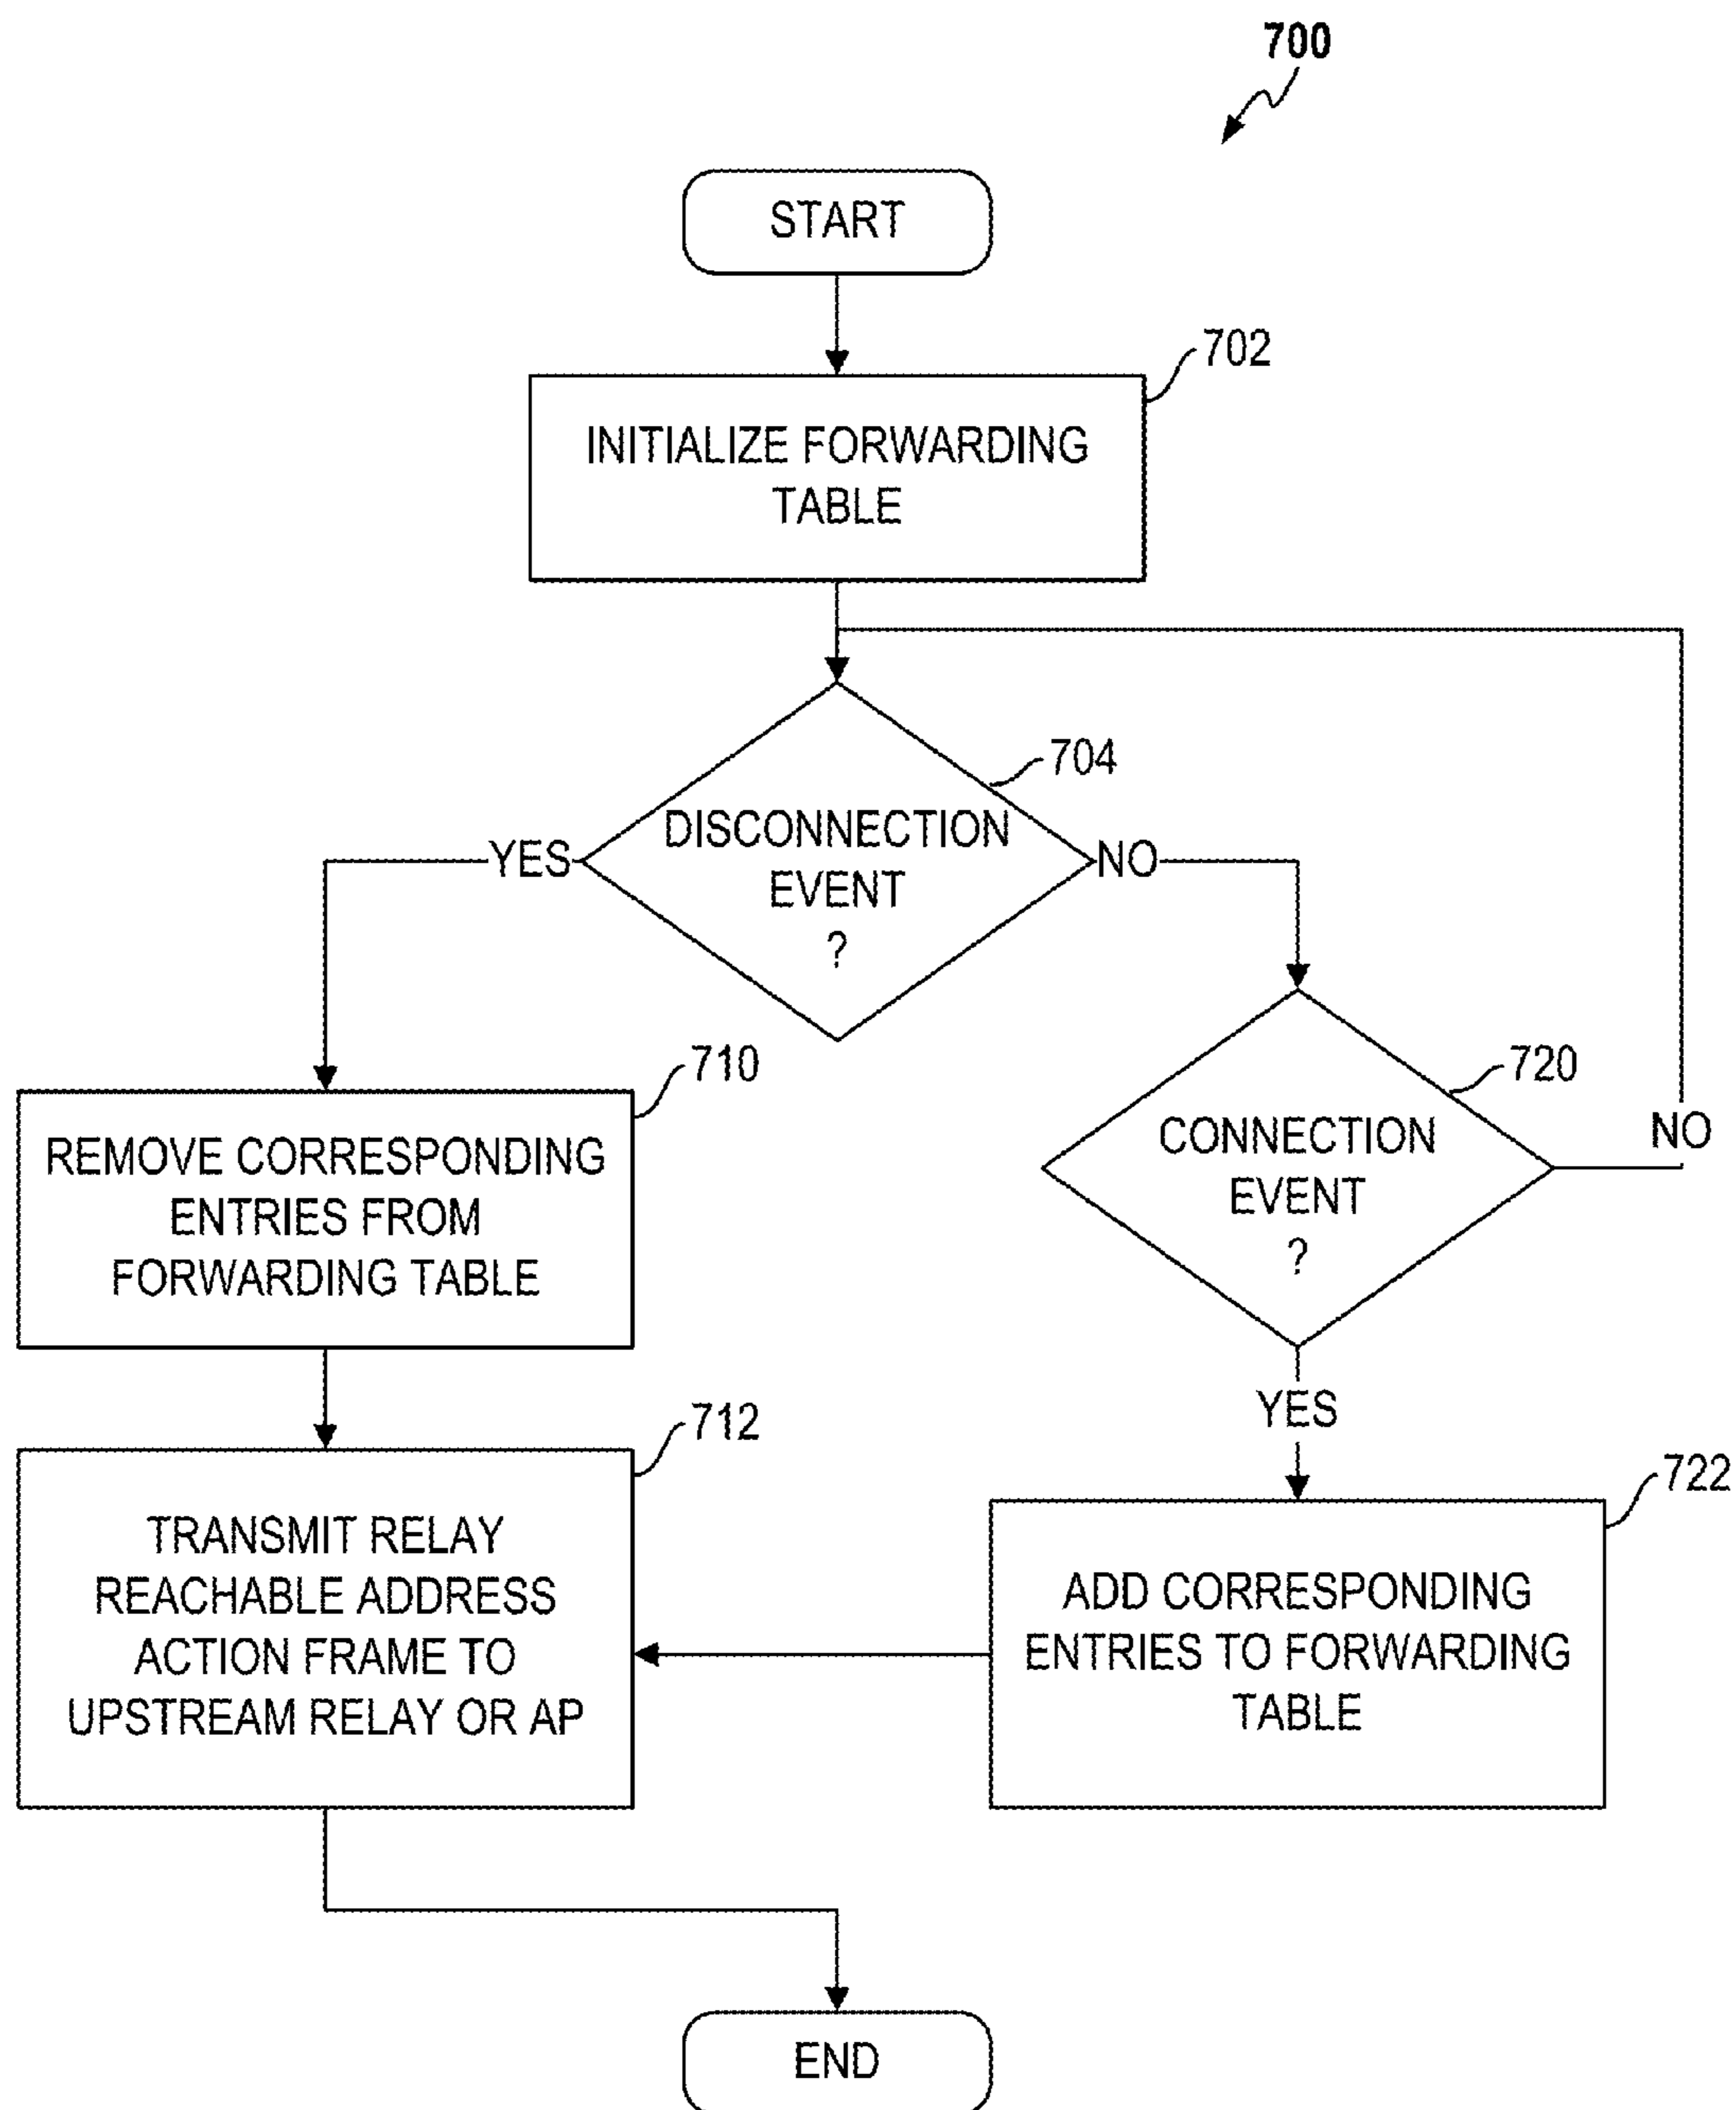 700
START
702
INITIALIZE FORWARDING
TABLE
704
DISCONNECTION
EVENT
?
YES
NO
710
REMOVE CORRESPONDING
ENTRIES FROM
FORWARDING TABLE
720
CONNECTION
EVENT
?
NO
YES
712
TRANSMIT RELAY
REACHABLE ADDRESS
ACTION FRAME TO
UPSTREAM RELAY OR AP
722
ADD CORRESPONDING
ENTRIES TO FORWARDING
TABLE
END